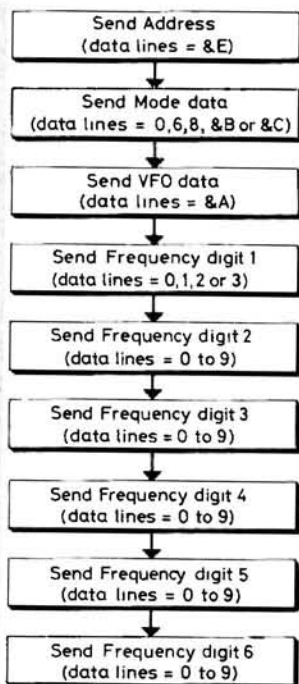 Send Address
(data lines = &E)
Send Mode data
(data lines = 0,6,8, &B or &C)
Send VFO data
(data lines = &A)
Send Frequency digit 1
(data lines = 0,1,2 or 3)
Send Frequency digit 2
(data lines = 0 to 9)
Send Frequency digit 3
(data lines = 0 to 9)
Send Frequency digit 4
(data lines = 0 to 9)
Send Frequency digit 5
(data lines = 0 to 9)
Send Frequency digit 6
(data lines = 0 to 9)